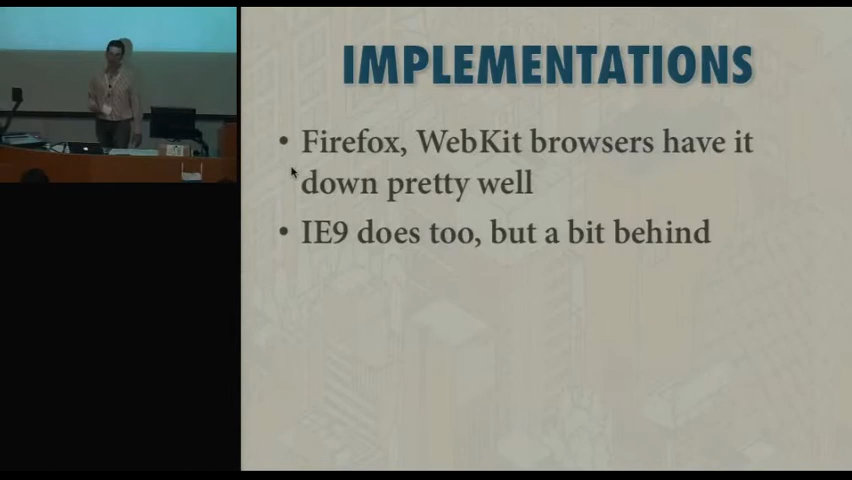 IMPLEMENTATIONS
• Firefox, WebKit browsers have it
down pretty well
• IE9 does too, but a bit behind